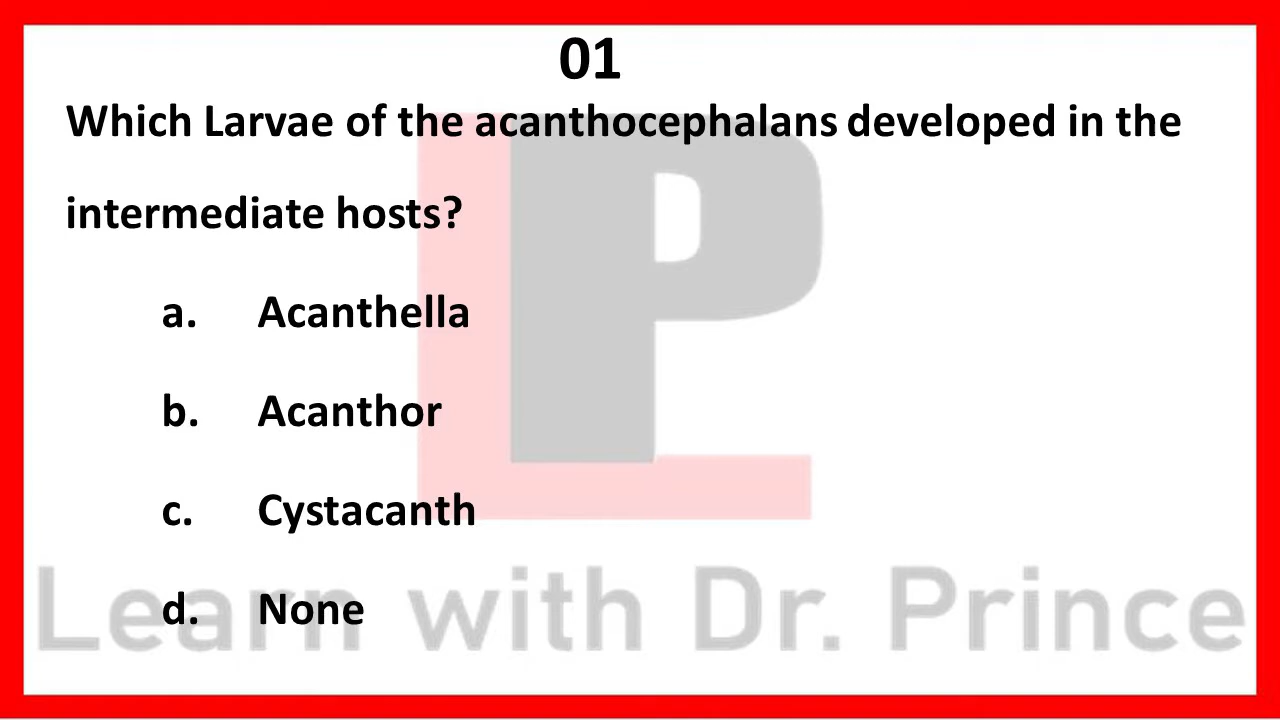 01
Which Larvae of the acanthocephalans developed in the
intermediate hosts?
a. Acanthella
b. Acanthor
c. Cystacanth
d. None
LP
Learn with Dr. Prince